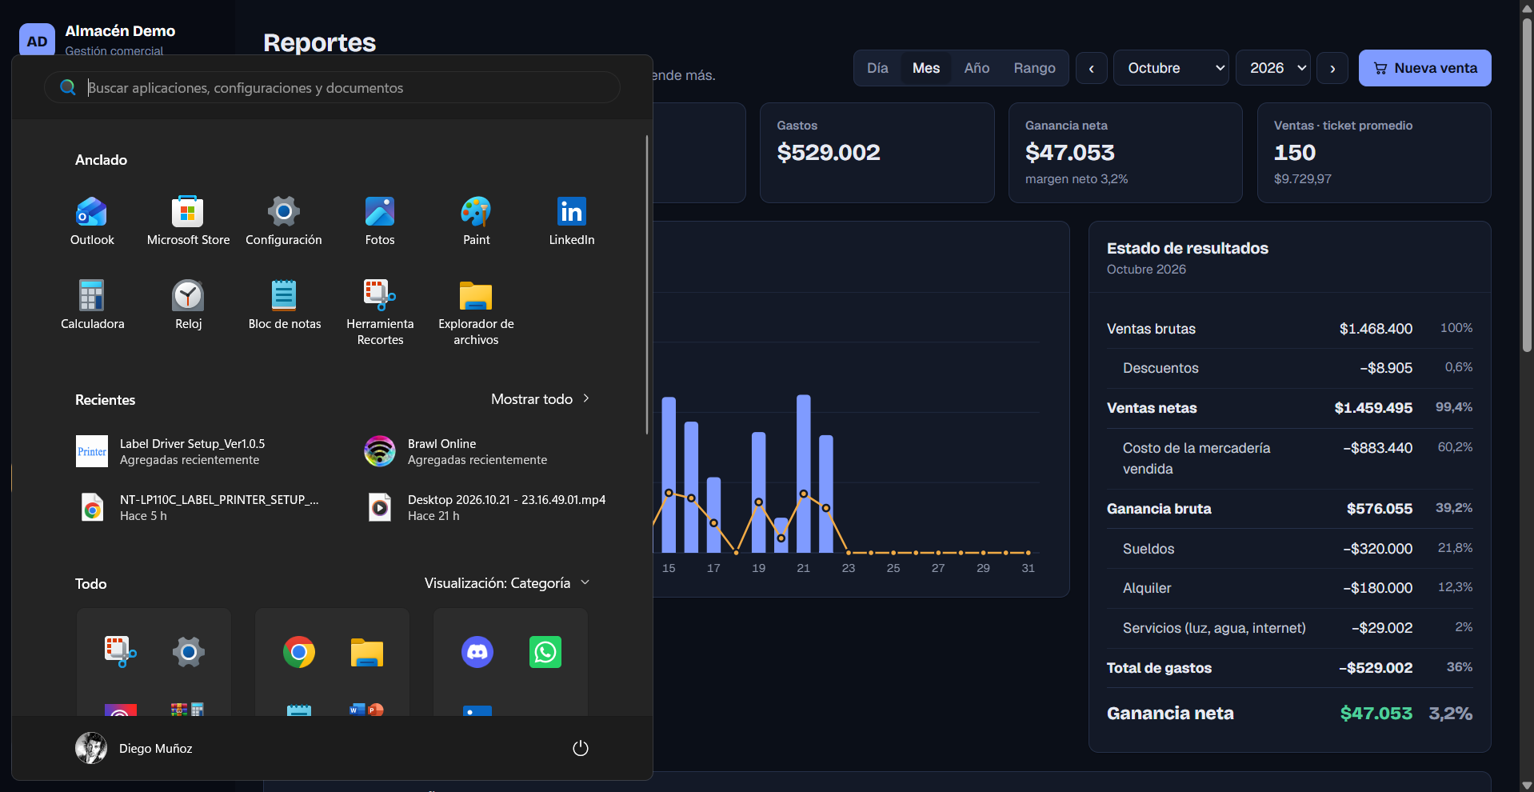 AD
Almacén Demo
Gestión comercial
Buscar aplicaciones, configuraciones y documentos
Anclado
Outlook
Microsoft Store
Configuración
Fotos
Paint
LinkedIn
Calculadora
Reloj
Bloc de notas
Herramienta
Recortes
Explorador de
archivos
Recientes
Mostrar todo
Printer
Label Driver Setup_Ver1.0.5
Agregadas recientemente
Brawl Online
Agregadas recientemente
NT-LP110C_LABEL_PRINTER_SETUP_...
Hace 5 h
Desktop 2026.10.21 - 23.16.49.01.mp4
Hace 21 h
Todo
Visualización: Categoría
Diego Muñoz
Reportes
ende más.
Día
Mes
Año
Rango
Octubre
2026
Nueva venta
Gastos
$529.002
Ganancia neta
$47.053
margen neto 3,2%
Ventas · ticket promedio
150
$9.729,97
15 17 19 21 23 25 27 29 31
Estado de resultados
Octubre 2026
Ventas brutas $1.468.400 100%
Descuentos −$8.905 0,6%
Ventas netas $1.459.495 99,4%
Costo de la mercadería −$883.440 60,2%
vendida
Ganancia bruta $576.055 39,2%
Sueldos −$320.000 21,8%
Alquiler −$180.000 12,3%
Servicios (luz, agua, internet) −$29.002 2%
Total de gastos −$529.002 36%
Ganancia neta $47.053 3,2%